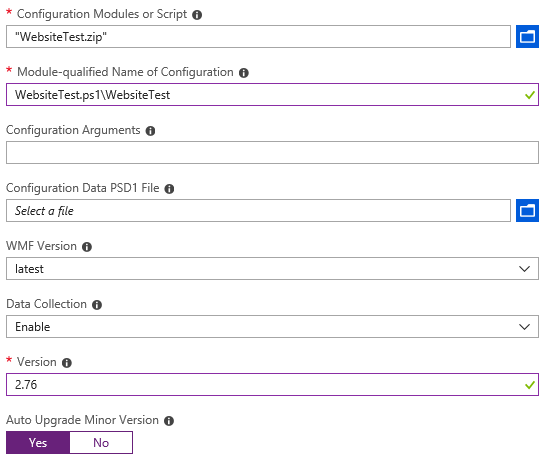 * Configuration Modules or Script
"WebsiteTest.zip"
* Module-qualified Name of Configuration
WebsiteTest.ps1\WebsiteTest
Configuration Arguments
Configuration Data PSD1 File
Select a file
WMF Version
latest
Data Collection
Enable
* Version
2.76
Auto Upgrade Minor Version
Yes No